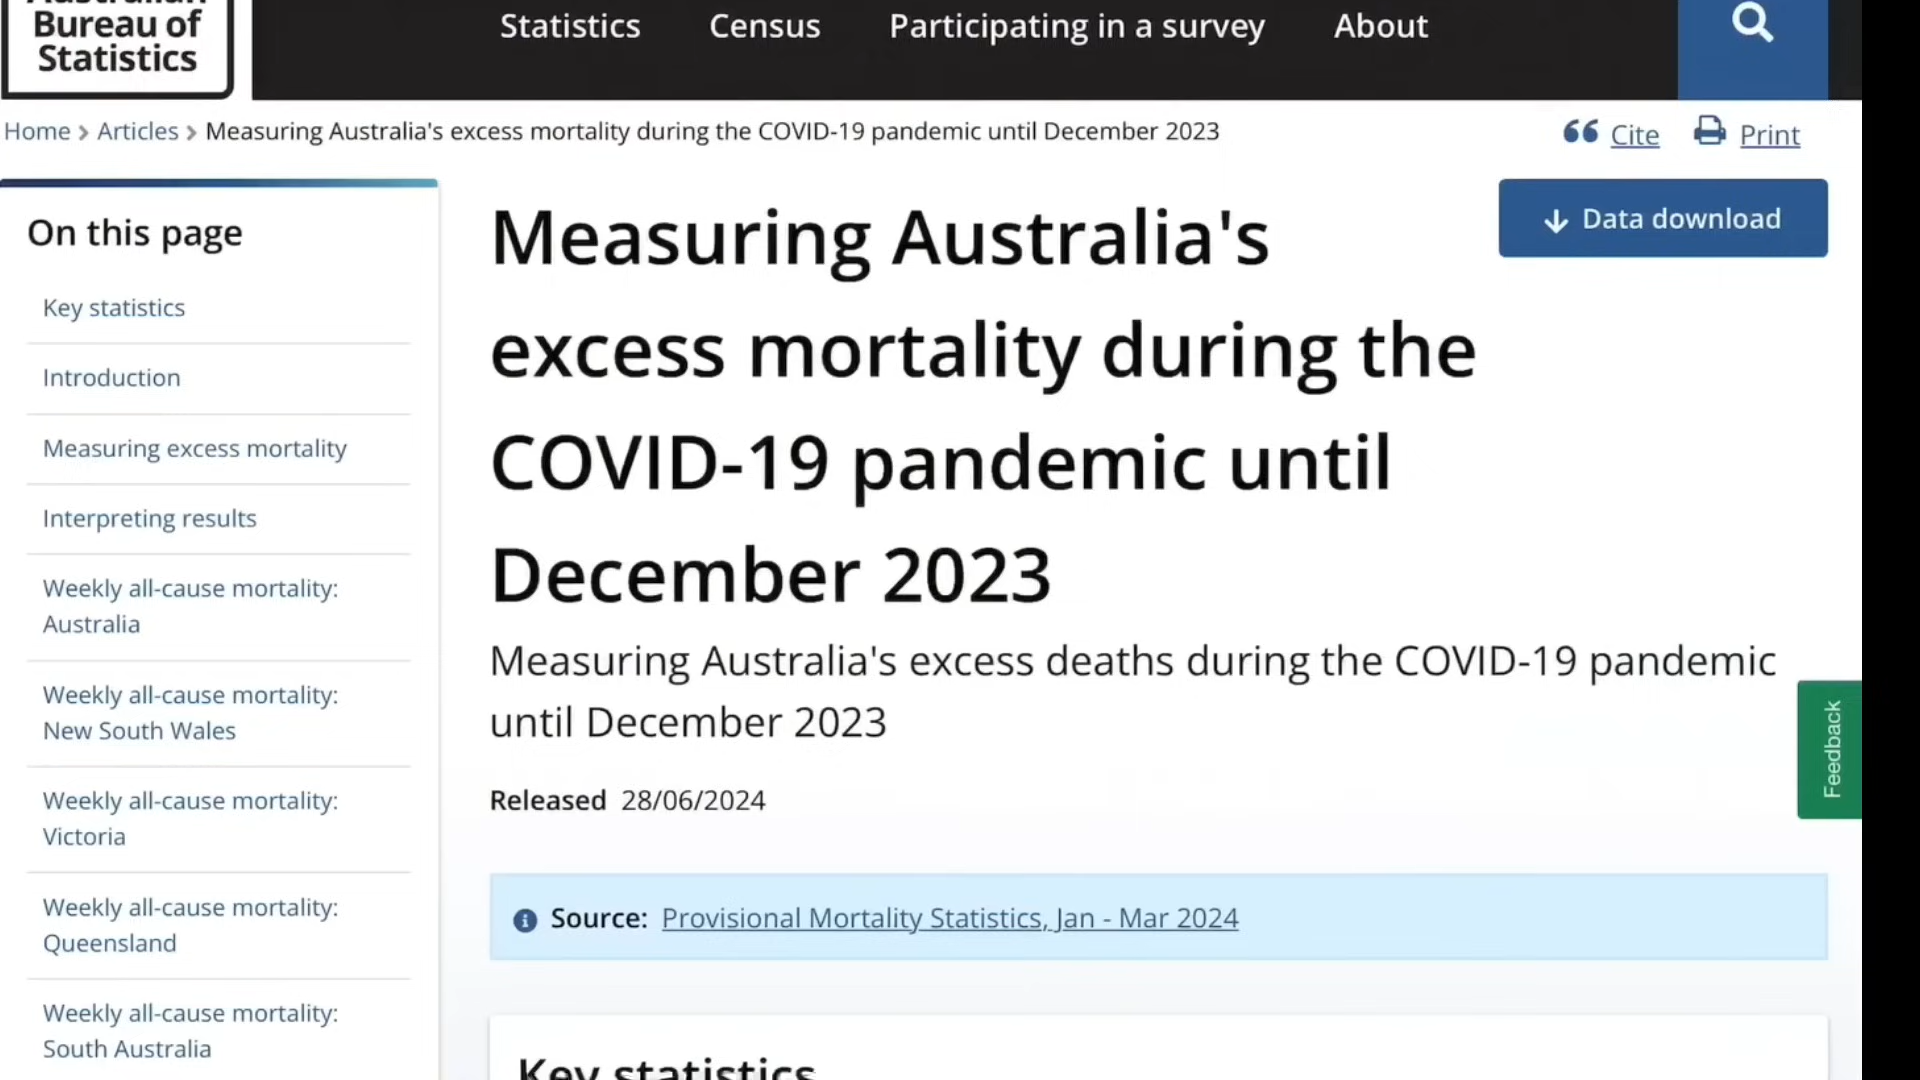 Australian
Bureau of
Statistics
Statistics
Census
Participating in a survey
About
Home
Articles
Measuring Australia's excess mortality during the COVID-19 pandemic until December 2023
Cite
Print
On this page
Key statistics
Introduction
Measuring excess mortality
Interpreting results
Weekly all-cause mortality:
Australia
Weekly all-cause mortality:
New South Wales
Weekly all-cause mortality:
Victoria
Weekly all-cause mortality:
Queensland
Weekly all-cause mortality:
South Australia
Measuring Australia's
excess mortality during the
COVID-19 pandemic until
December 2023
Data download
Measuring Australia's excess deaths during the COVID-19 pandemic
until December 2023
Released 28/06/2024
Feedback
Source: Provisional Mortality Statistics, Jan - Mar 2024
Key statistics